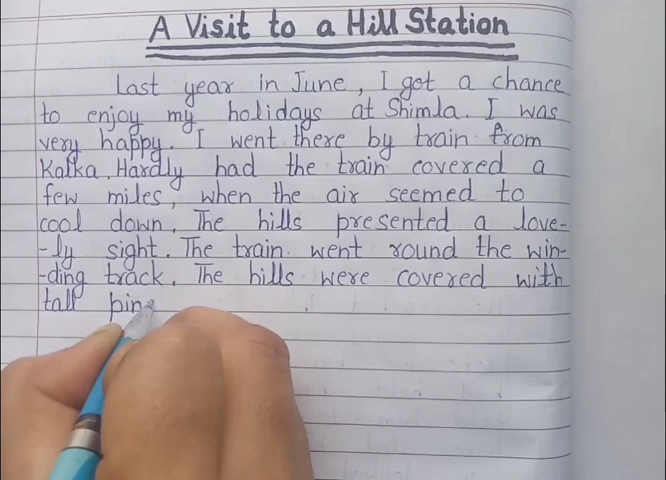 A Visit to a Hill Station
Last year in June, I got a chance
to enjoy my holidays at Shimla. I was
very happy. I went there by train from
Kalka. Hardly had the train covered a
few miles, when the air seemed to
cool down. The hills presented a love-
-ly sight. The train went round the win-
-ding track. The hills were covered with
tall pin